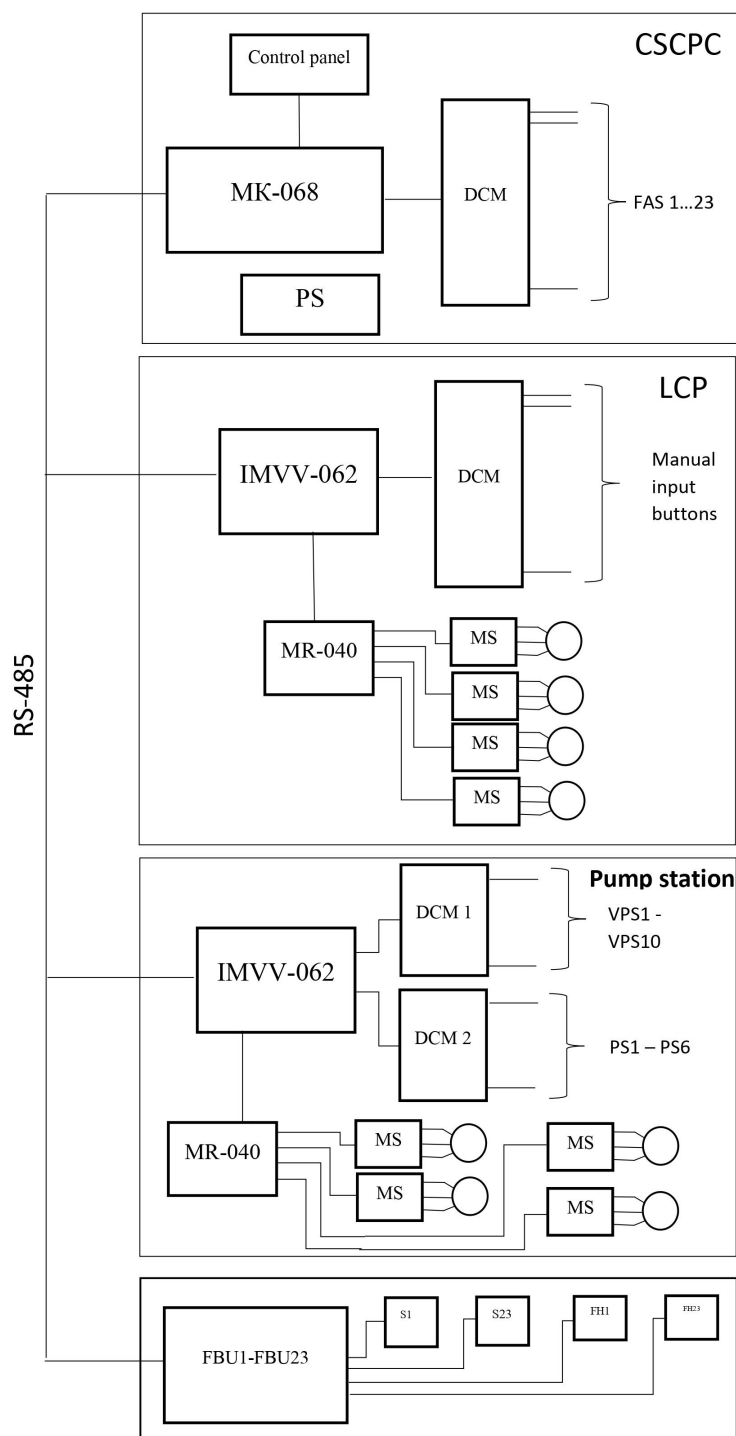 CSCPC
Control panel
МК-068
DCM
FAS 1...23
PS
LCP
IMVV-062
DCM
Manual
input
buttons
MR-040
MS
MS
MS
MS
RS-485
Pump station
DCM 1
VPS1 -
VPS10
IMVV-062
DCM 2
PS1 – PS6
MR-040
MS
MS
MS
MS
FBU1-FBU23
S1
S23
FH1
FH23